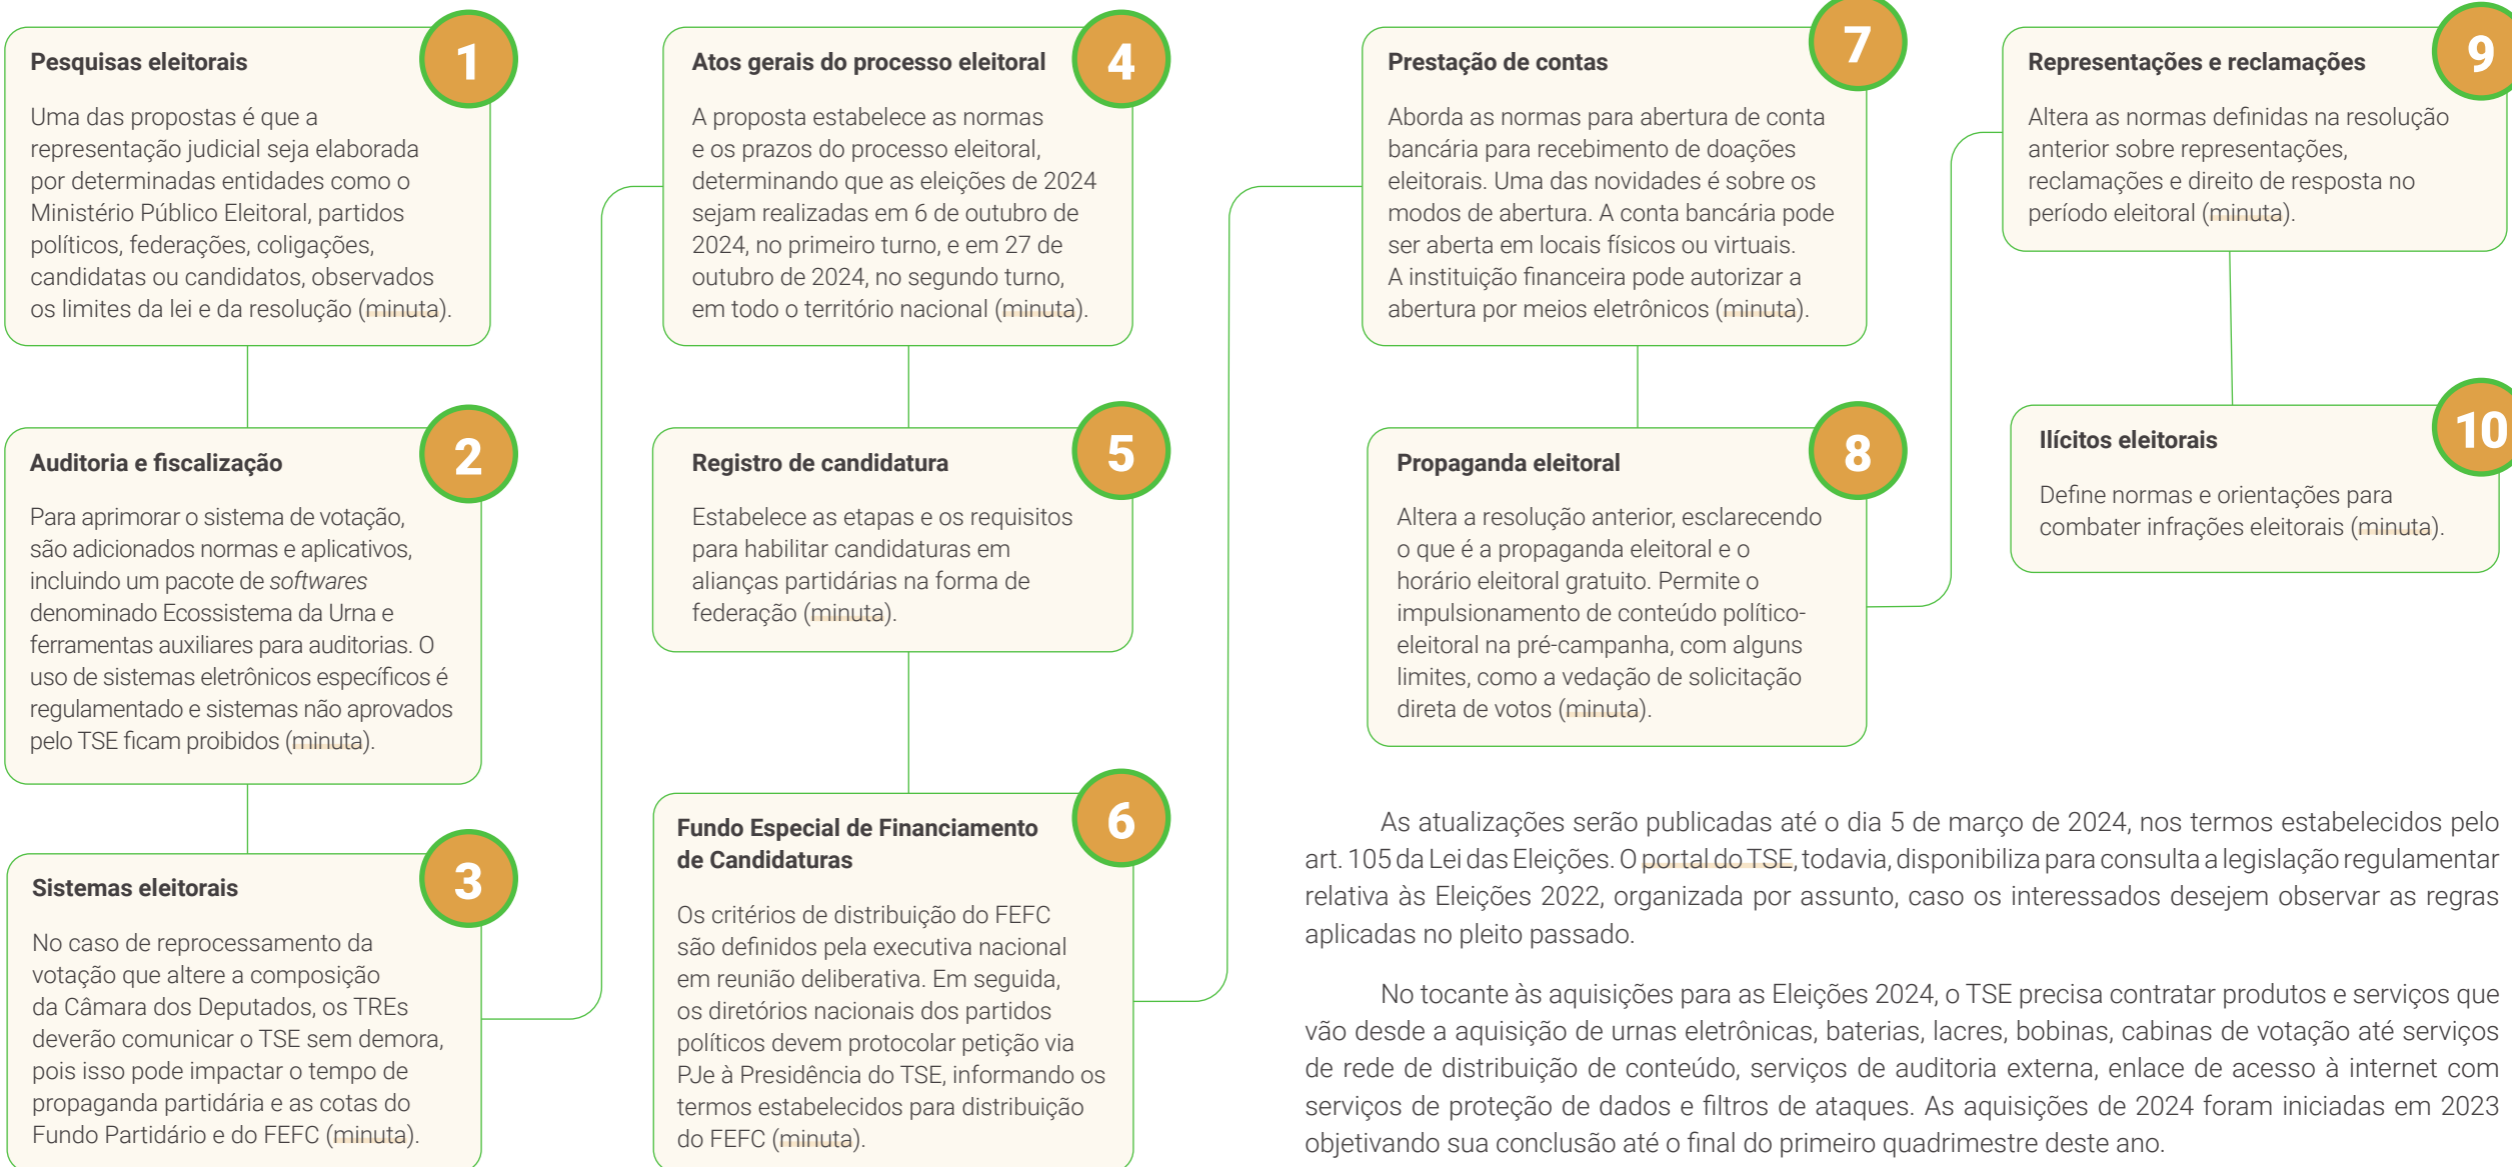 1
Pesquisas eleitorais
Uma das propostas é que a
representação judicial seja elaborada
por determinadas entidades como o
Ministério Público Eleitoral, partidos
políticos, federações, coligações,
candidatas ou candidatos, observados
os limites da lei e da resolução (minuta).
2
Auditoria e fiscalização
Para aprimorar o sistema de votação,
são adicionados normas e aplicativos,
incluindo um pacote de softwares
denominado Ecossistema da Urna e
ferramentas auxiliares para auditorias. O
uso de sistemas eletrônicos específicos é
regulamentado e sistemas não aprovados
pelo TSE ficam proibidos (minuta).
3
Sistemas eleitorais
No caso de reprocessamento da
votação que altere a composição
da Câmara dos Deputados, os TREs
deverão comunicar o TSE sem demora,
pois isso pode impactar o tempo de
propaganda partidária e as cotas do
Fundo Partidário e do FEFC (minuta).
4
Atos gerais do processo eleitoral
A proposta estabelece as normas
e os prazos do processo eleitoral,
determinando que as eleições de 2024
sejam realizadas em 6 de outubro de
2024, no primeiro turno, e em 27 de
outubro de 2024, no segundo turno,
em todo o território nacional (minuta).
5
Registro de candidatura
Estabelece as etapas e os requisitos
para habilitar candidaturas em
alianças partidárias na forma de
federação (minuta).
6
Fundo Especial de Financiamento
de Candidaturas
Os critérios de distribuição do FEFC
são definidos pela executiva nacional
em reunião deliberativa. Em seguida,
os diretórios nacionais dos partidos
políticos devem protocolar petição via
PJe à Presidência do TSE, informando os
termos estabelecidos para distribuição
do FEFC (minuta).
7
Prestação de contas
Aborda as normas para abertura de conta
bancária para recebimento de doações
eleitorais. Uma das novidades é sobre os
modos de abertura. A conta bancária pode
ser aberta em locais físicos ou virtuais.
A instituição financeira pode autorizar a
abertura por meios eletrônicos (minuta).
8
Propaganda eleitoral
Altera a resolução anterior, esclarecendo
o que é a propaganda eleitoral e o
horário eleitoral gratuito. Permite o
impulsionamento de conteúdo político-
eleitoral na pré-campanha, com alguns
limites, como a vedação de solicitação
direta de votos (minuta).
9
Representações e reclamações
Altera as normas definidas na resolução
anterior sobre representações,
reclamações e direito de resposta no
período eleitoral (minuta).
10
Ilícitos eleitorais
Define normas e orientações para
combater infrações eleitorais (minuta).
As atualizações serão publicadas até o dia 5 de março de 2024, nos termos estabelecidos pelo
art. 105 da Lei das Eleições. O portal do TSE, todavia, disponibiliza para consulta a legislação regulamentar
relativa às Eleições 2022, organizada por assunto, caso os interessados desejem observar as regras
aplicadas no pleito passado.
No tocante às aquisições para as Eleições 2024, o TSE precisa contratar produtos e serviços que
vão desde a aquisição de urnas eletrônicas, baterias, lacres, bobinas, cabinas de votação até serviços
de rede de distribuição de conteúdo, serviços de auditoria externa, enlace de acesso à internet com
serviços de proteção de dados e filtros de ataques. As aquisições de 2024 foram iniciadas em 2023
objetivando sua conclusão até o final do primeiro quadrimestre deste ano.